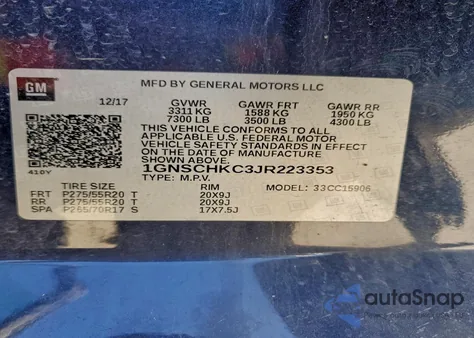 GM
MFD BY GENERAL MOTORS LLC
12/17 GVWR GAWR FRT GAWR RR
3311 KG 1588 KG 1950 KG
7300 LB 3500 LB 4300 LB
THIS VEHICLE CONFORMS TO ALL
APPLICABLE U.S. FEDERAL MOTOR
VEHICLE SAFETY STANDARDS IN EFFECT
ON THE DATE OF MANUFACTURE
SHOWN ABOVE.
410Y 1GNSCHKC3JR223353
TYPE: M.P.V.
TIRE SIZE RIM MODEL: 33CC15906
FRT P275/55R20 T 20X9J
RR P275/55R20 T 20X9J
SPA P265/70R17 S 17X7.5J
autoSnap